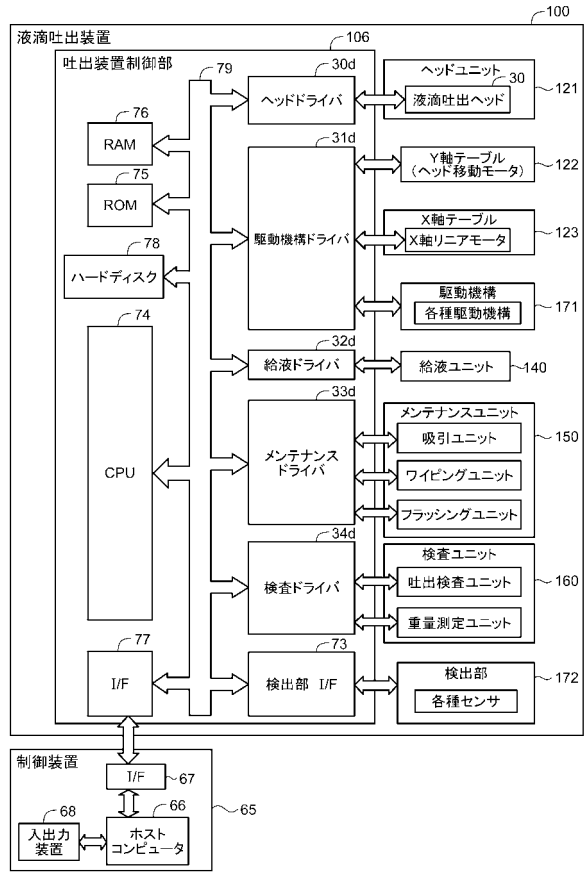 100
液滴吐出装置
106
吐出装置制御部
79
30d
ヘッドドライバ
ヘッドユニット
30
液滴吐出ヘッド
121
76
RAM
31d
駆動機構ドライバ
Y軸テーブル
(ヘッド移動モータ)
122
75
ROM
X軸テーブル
X軸リニアモータ
123
78
ハードディスク
駆動機構
各種駆動機構
171
74
CPU
32d
給液ドライバ
給液ユニット
140
33d
メンテナンス
ドライバ
メンテナンスユニット
吸引ユニット
150
ワイピングユニット
フラッシングユニット
34d
検査ドライバ
検査ユニット
吐出検査ユニット
160
重量測定ユニット
77
I/F
73
検出部 I/F
検出部
各種センサ
172
制御装置
I/F
67
65
68
入出力
装置
66
ホスト
コンピュータ